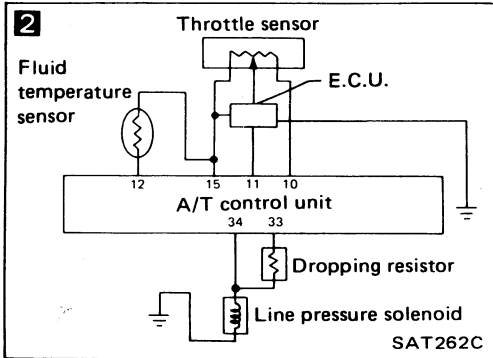 2
Throttle sensor
Fluid
temperature
sensor
E.C.U.
12 15 11 10
A/T control unit
34 33
Dropping resistor
Line pressure solenoid
SAT262C